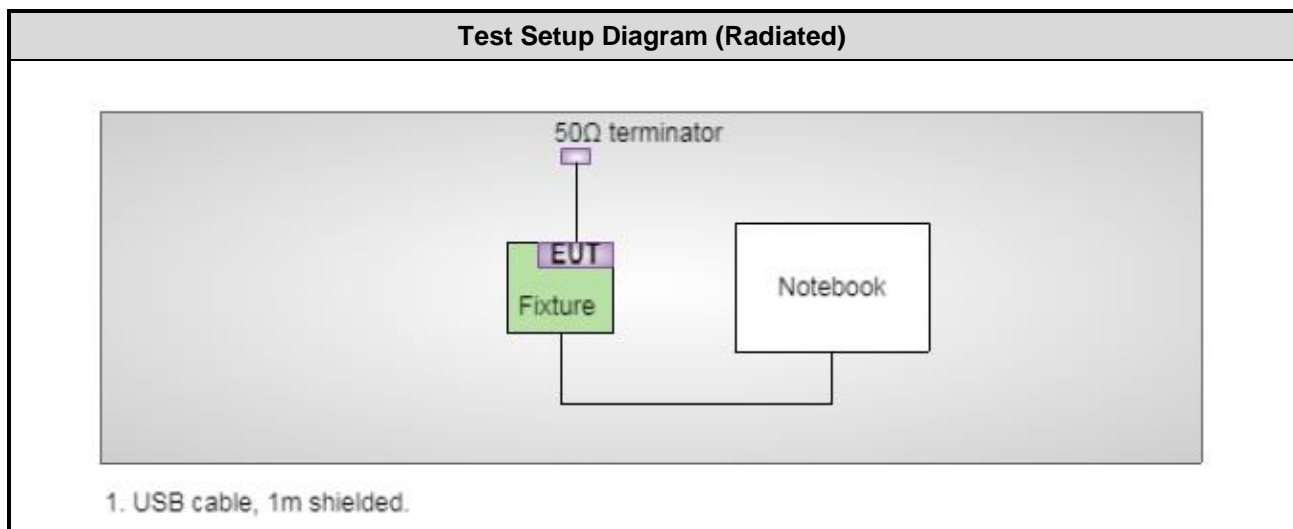 Test Setup Diagram (Radiated)
50Ω terminator
EUT
Fixture
Notebook
1. USB cable, 1m shielded.